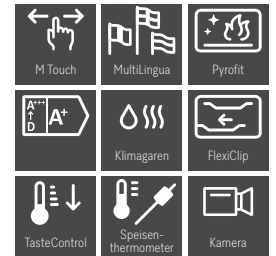 M Touch
MultiLingua
Pyrofit
A+++
D
A+
Klimagaren
FlexiClip
TasteControl
Speisen-
thermometer
Kamera